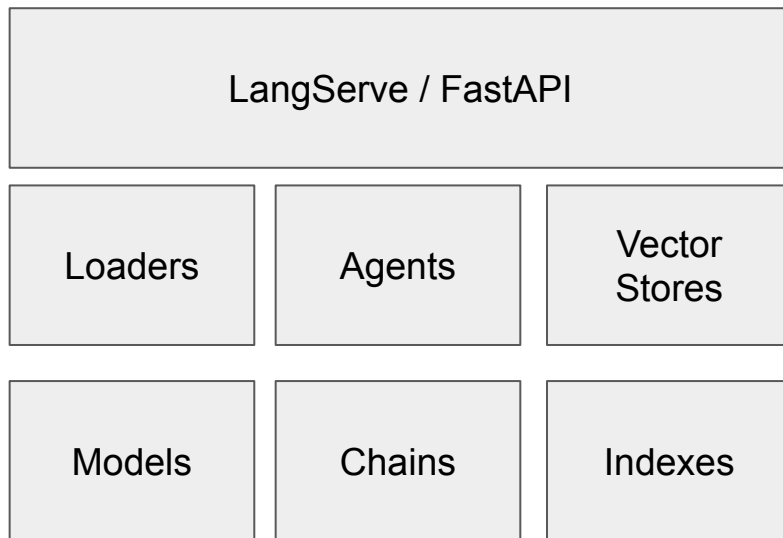 LangServe / FastAPI
Loaders
Agents
Vector
Stores
Models
Chains
Indexes